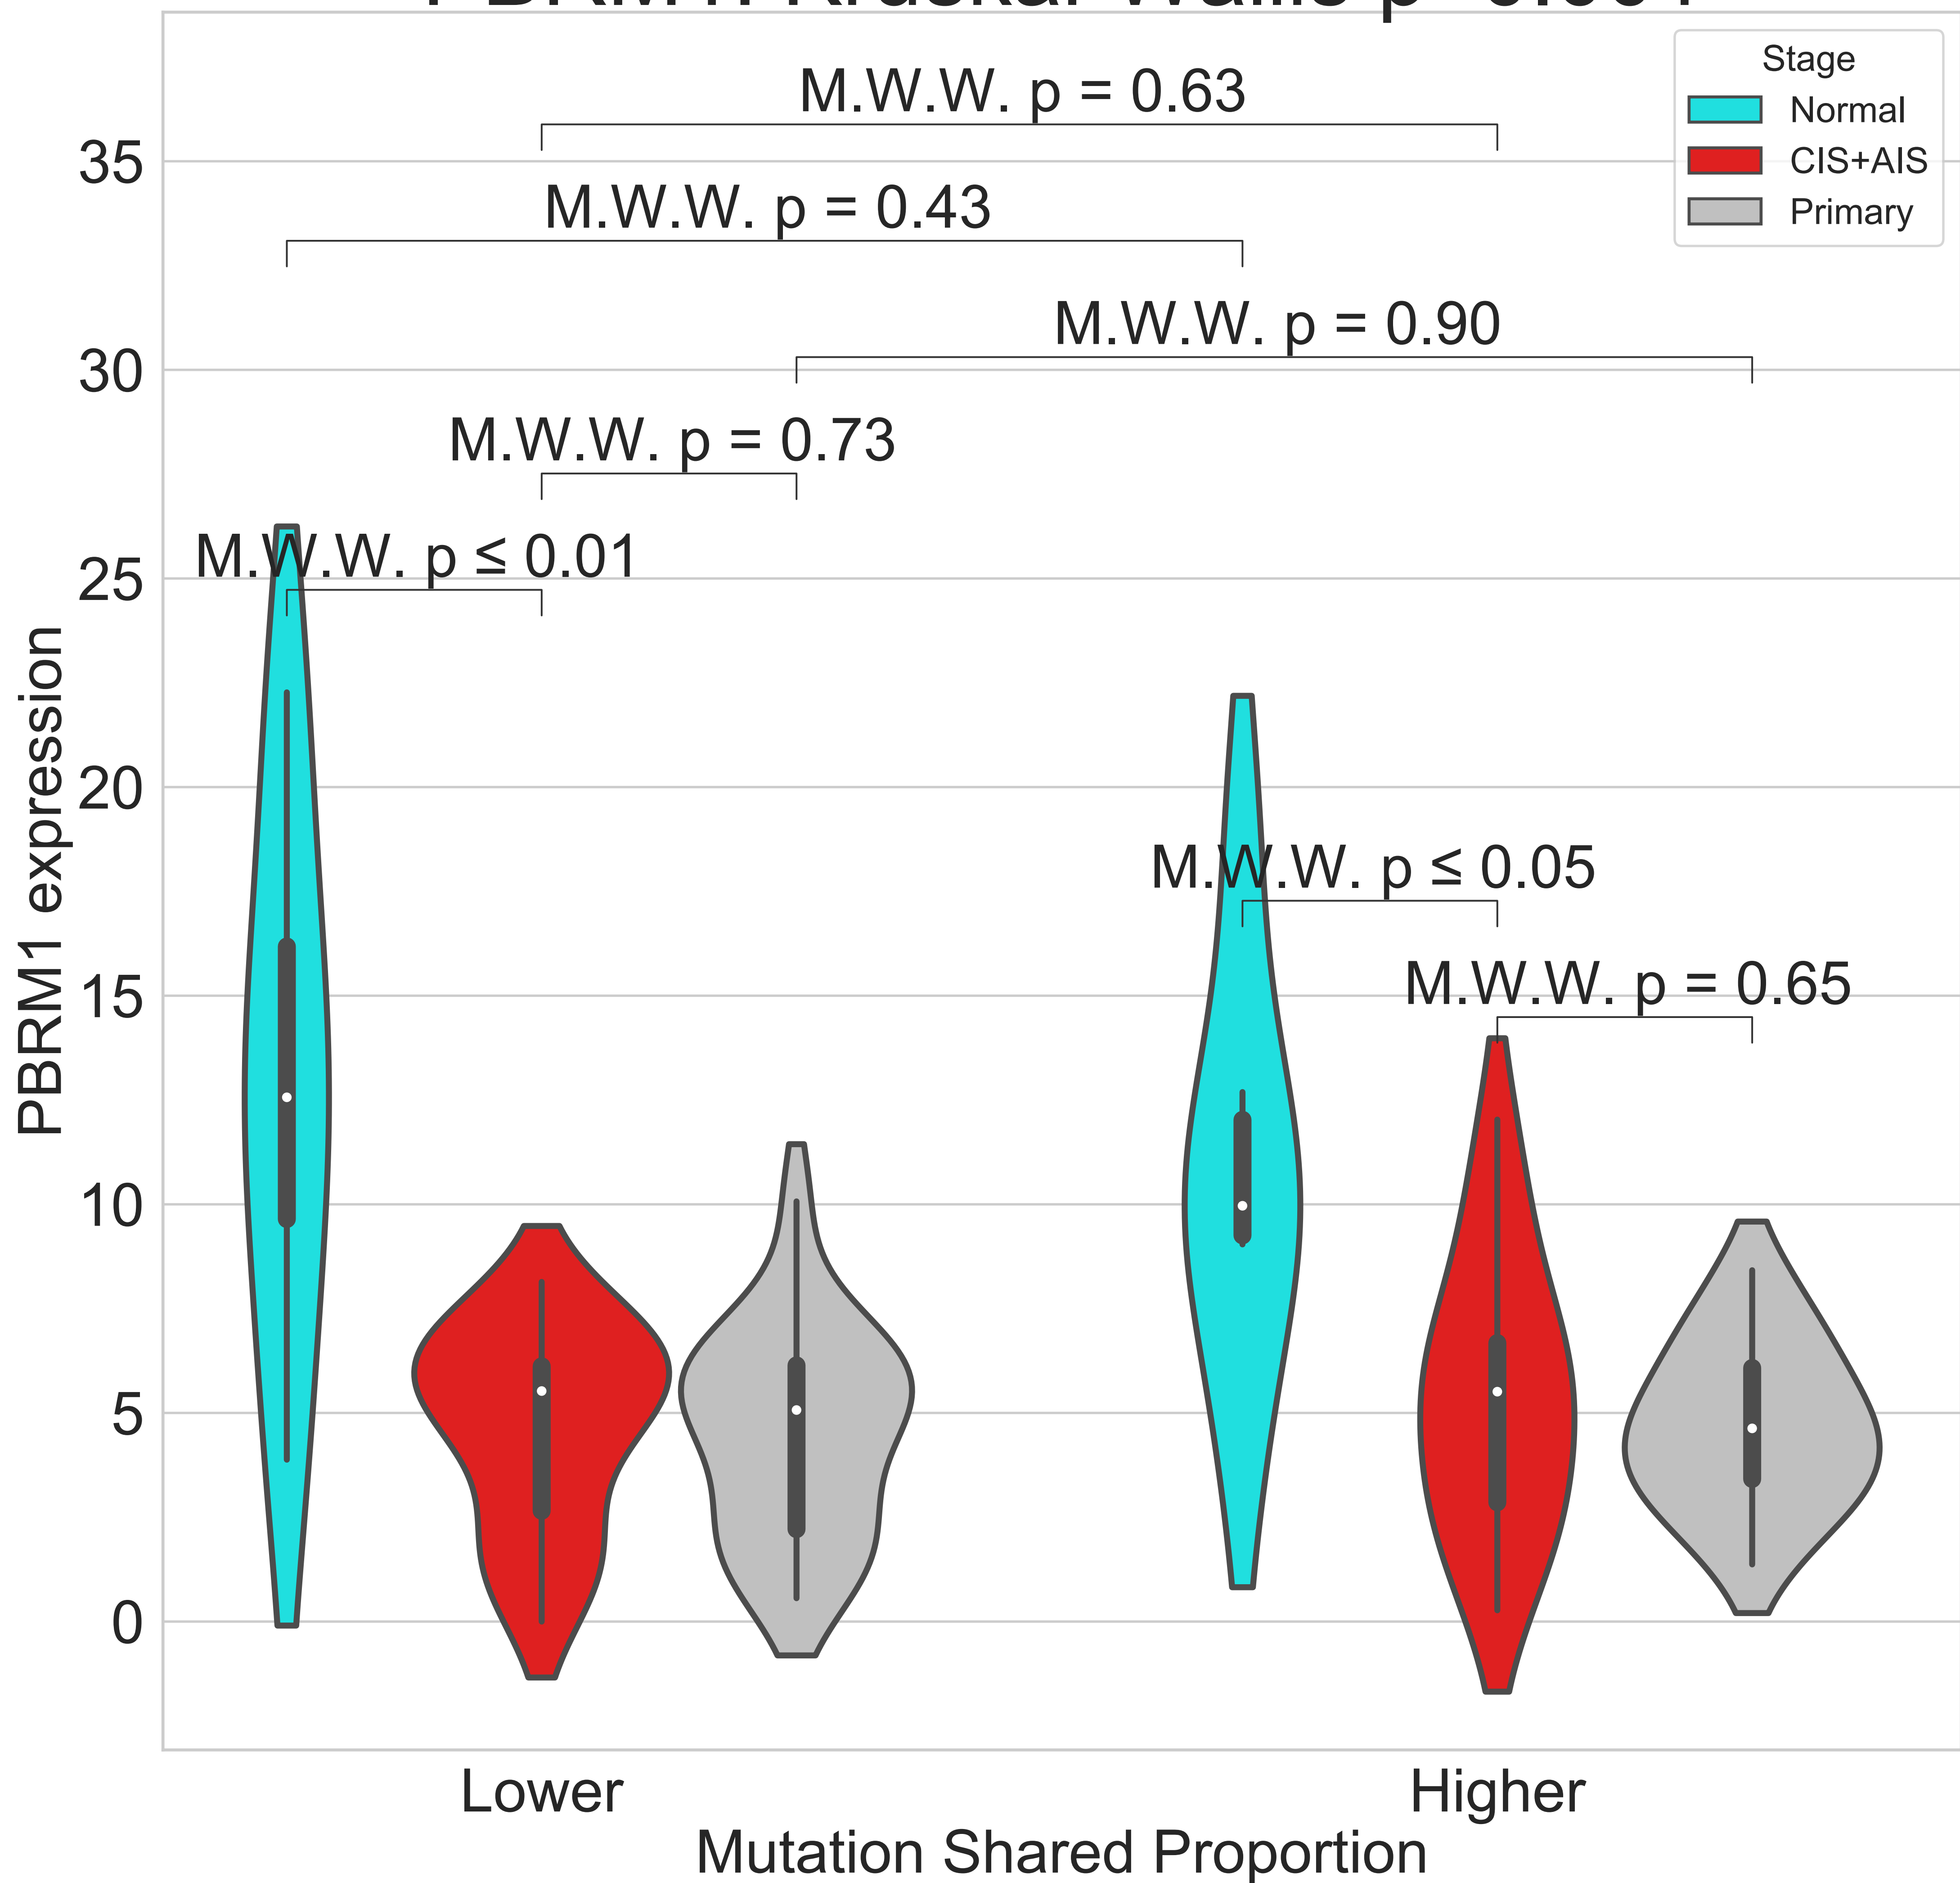 Stage
Normal
CIS+AIS
Primary
M.W.W. p = 0.63
M.W.W. p = 0.43
M.W.W. p = 0.90
M.W.W. p = 0.73
M.W.W. p ≤ 0.01
M.W.W. p ≤ 0.05
M.W.W. p = 0.65
35
30
25
20
15
10
5
0
PBRM1 expression
Lower
Higher
Mutation Shared Proportion